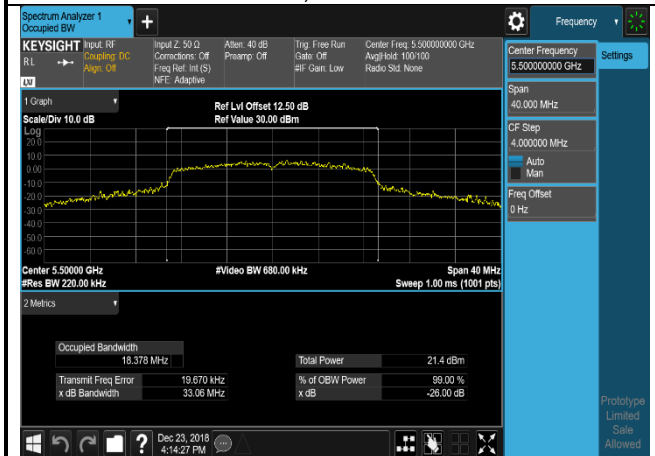 Spectrum Analyzer 1
Occupied BW
+
Frequency
KEYSIGHT
R L
LXI
Input: RF
Coupling: DC
Align: Off
Input Z: 50 Ω
Corrections: Off
Freq Ref: Int (S)
NFE: Adaptive
Atten: 40 dB
Preamp: Off
Trig: Free Run
Gate: Off
#IF Gain: Low
Center Freq: 5.500000000 GHz
Avg|Hold: 100/100
Radio Std: None
Center Frequency
5.500000000 GHz
Settings
Span
40.000 MHz
CF Step
4.000000 MHz
Auto
Man
Freq Offset
0 Hz
1 Graph
Scale/Div 10.0 dB
Ref Lvl Offset 12.50 dB
Ref Value 30.00 dBm
Log
20.0
10.0
0.00
-10.0
-20.0
-30.0
-40.0
-50.0
-60.0
Center 5.50000 GHz
#Res BW 220.00 kHz
#Video BW 680.00 kHz
Span 40 MHz
Sweep 1.00 ms (1001 pts)
2 Metrics
Occupied Bandwidth
18.378 MHz
Total Power 21.4 dBm
Transmit Freq Error 19.670 kHz
% of OBW Power 99.00 %
x dB Bandwidth 33.06 MHz
x dB -26.00 dB
Prototype
Limited
Sale
Allowed
?
Dec 23, 2018
4:14:27 PM